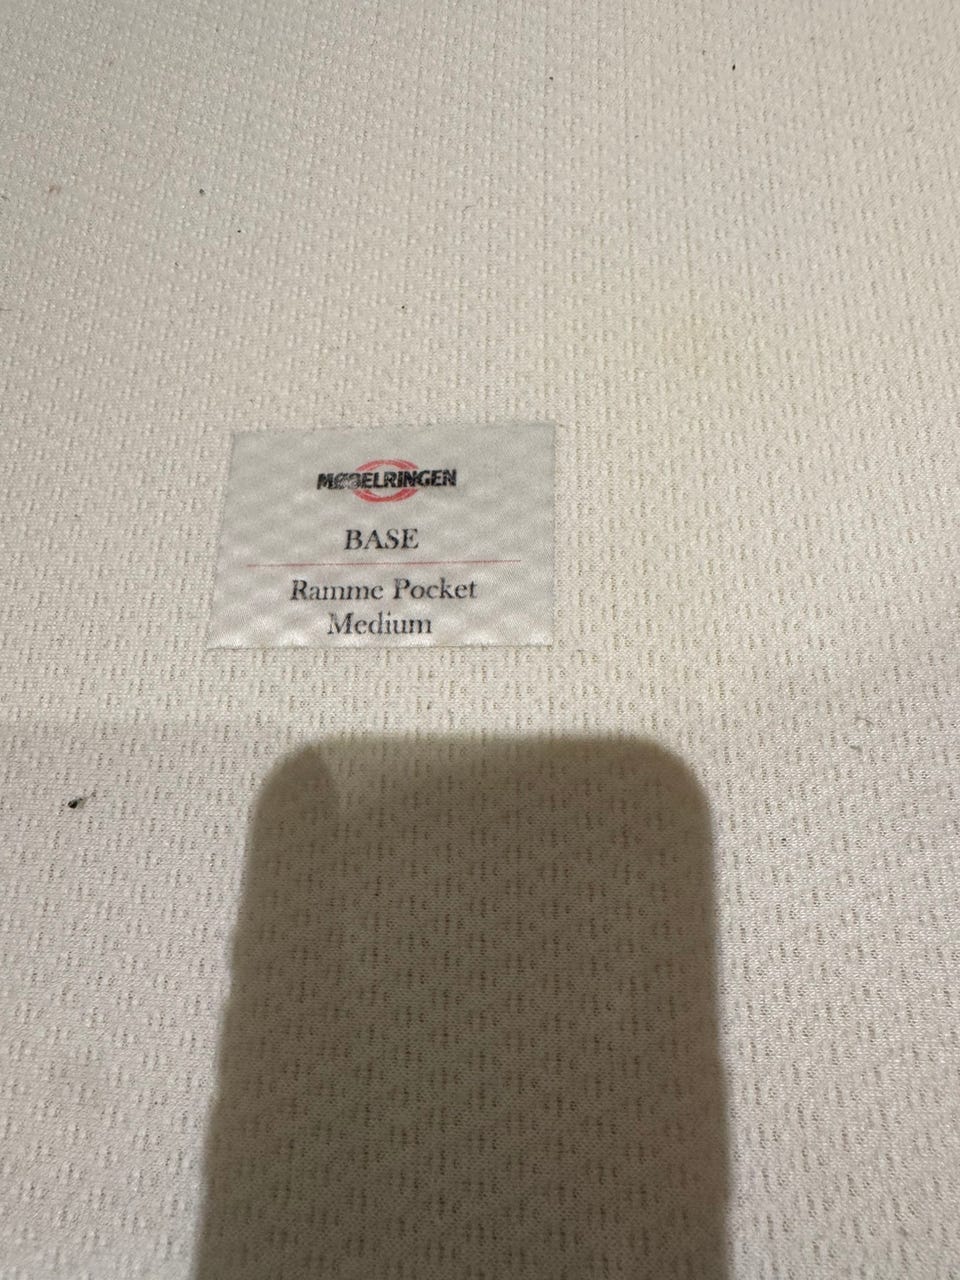 MØBELRINGEN
BASE
Ramme Pocket
Medium